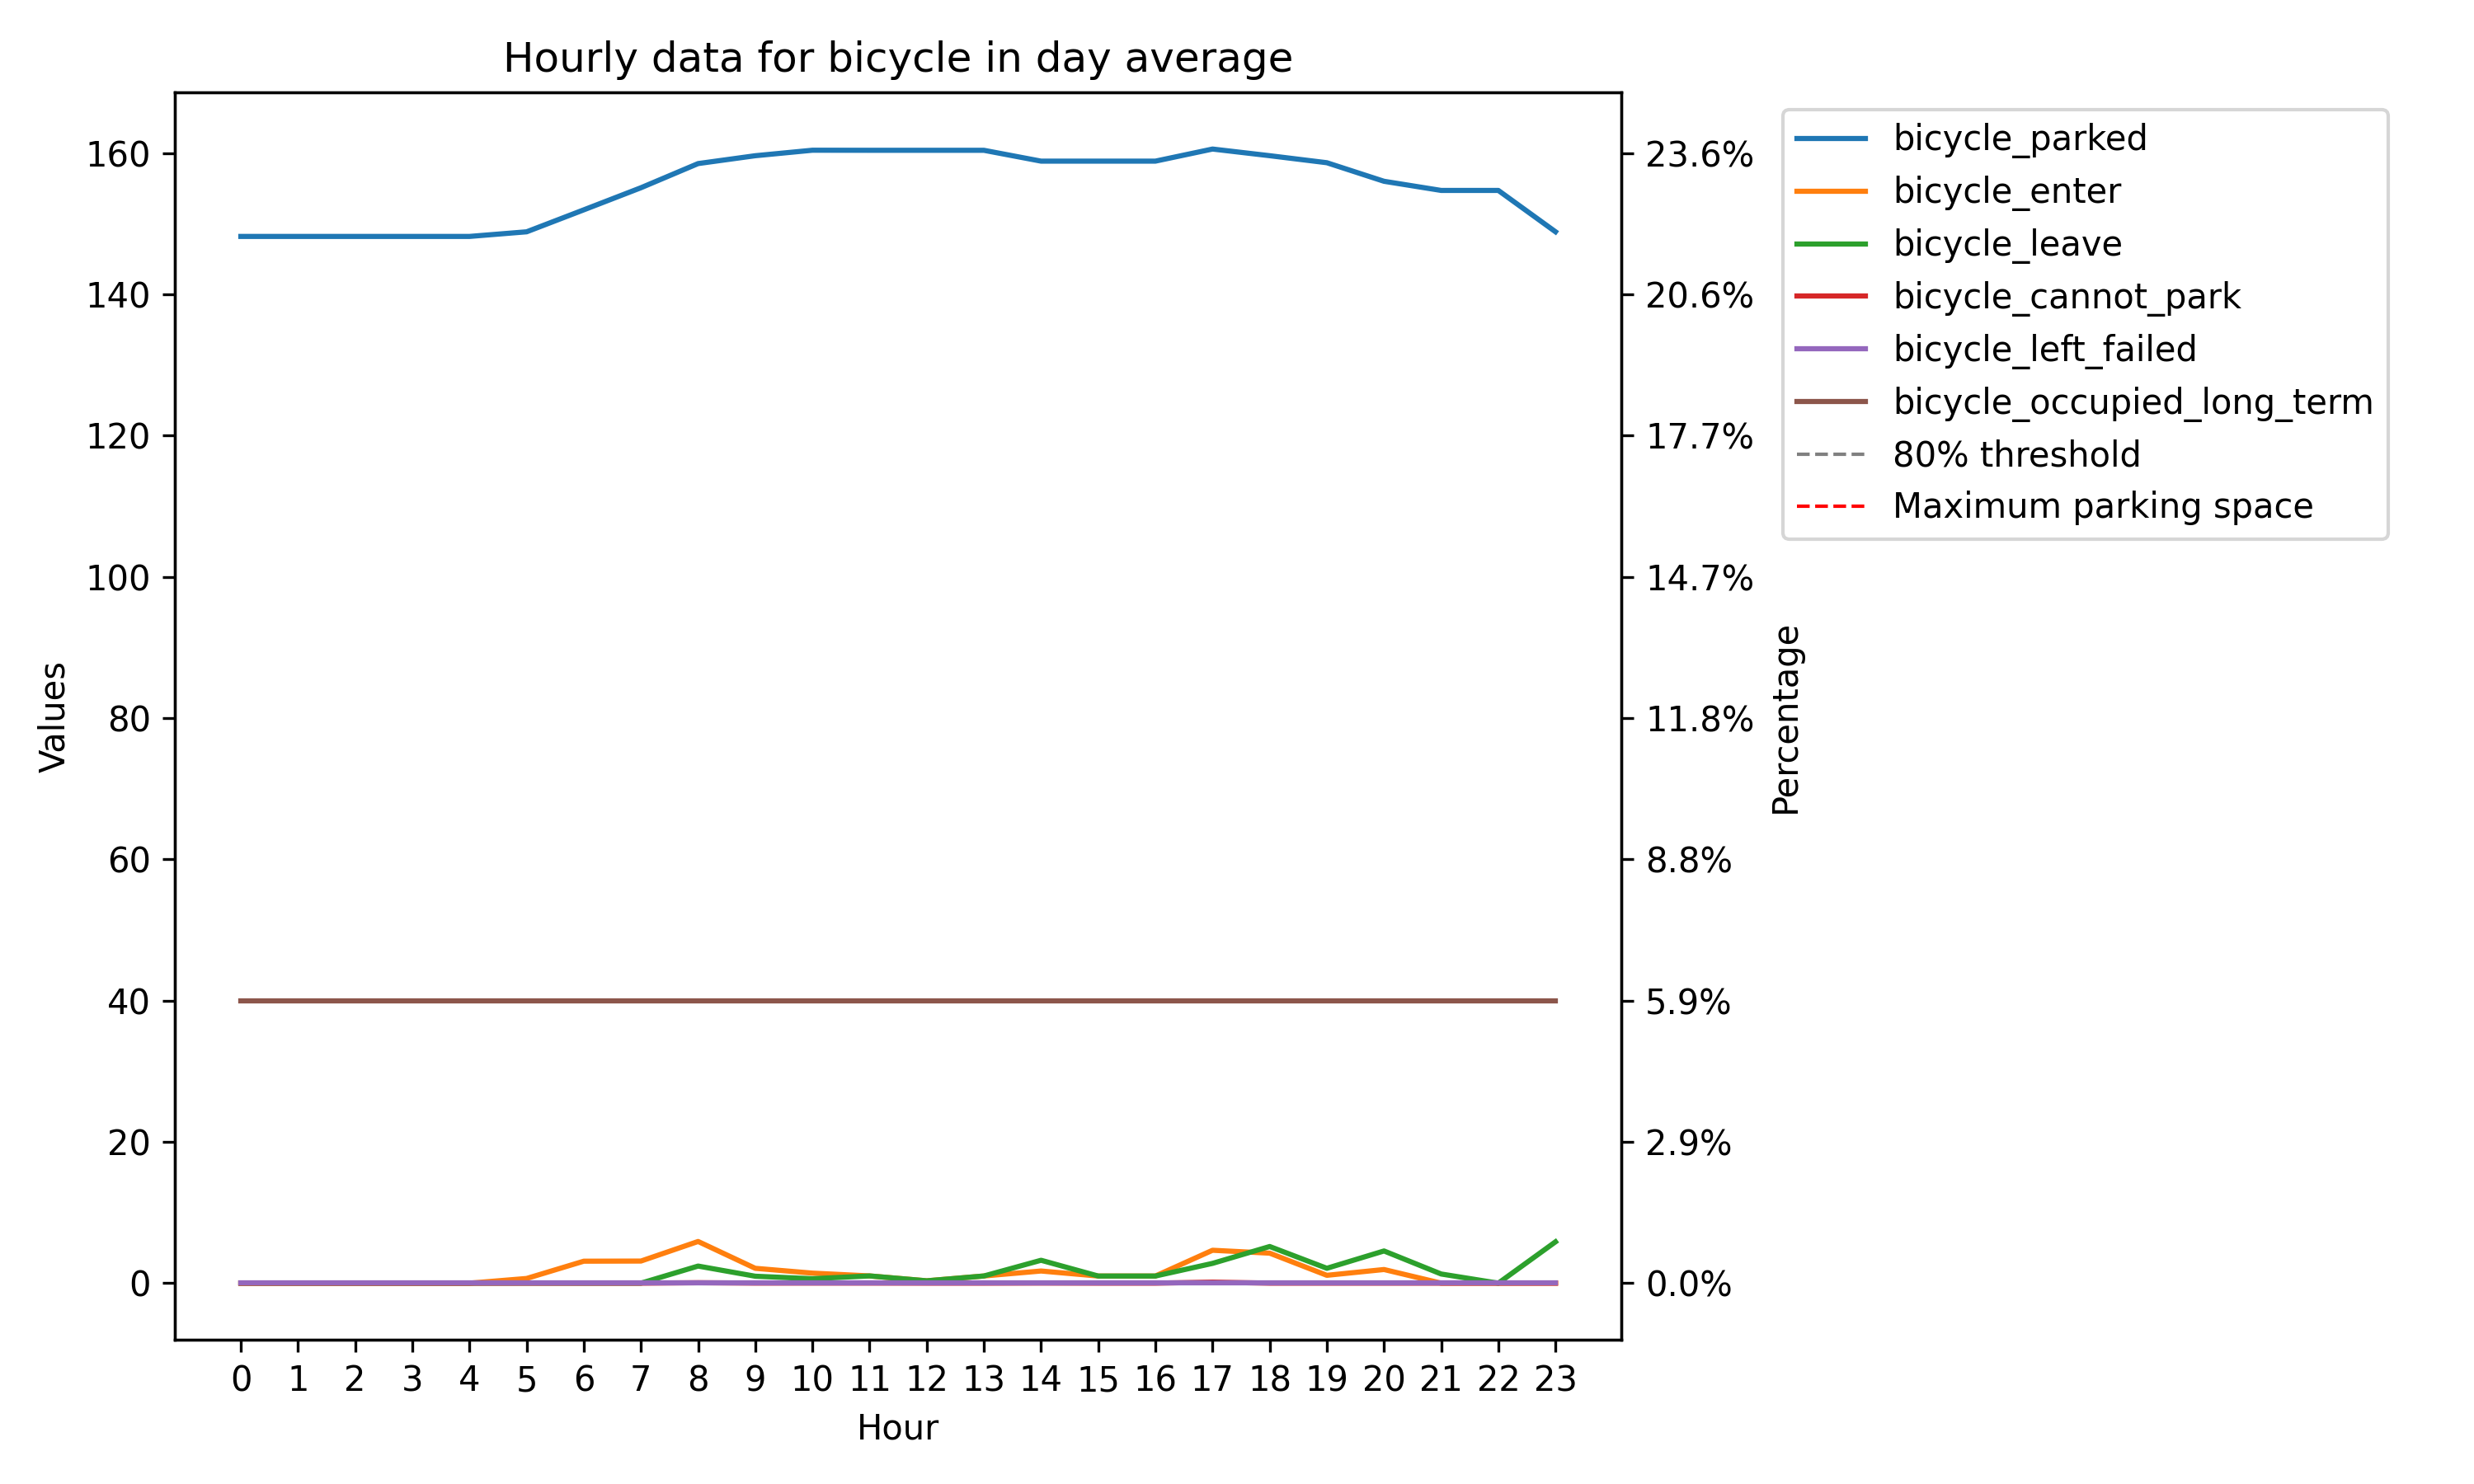 Hourly data for bicycle in day average
Values
160
140
120
100
80
60
40
20
0
0 1 2 3 4 5 6 7 8 9 10 11 12 13 14 15 16 17 18 19 20 21 22 23
Hour
23.6%
20.6%
17.7%
14.7%
11.8%
8.8%
5.9%
2.9%
0.0%
Percentage
bicycle_parked
bicycle_enter
bicycle_leave
bicycle_cannot_park
bicycle_left_failed
bicycle_occupied_long_term
80% threshold
Maximum parking space